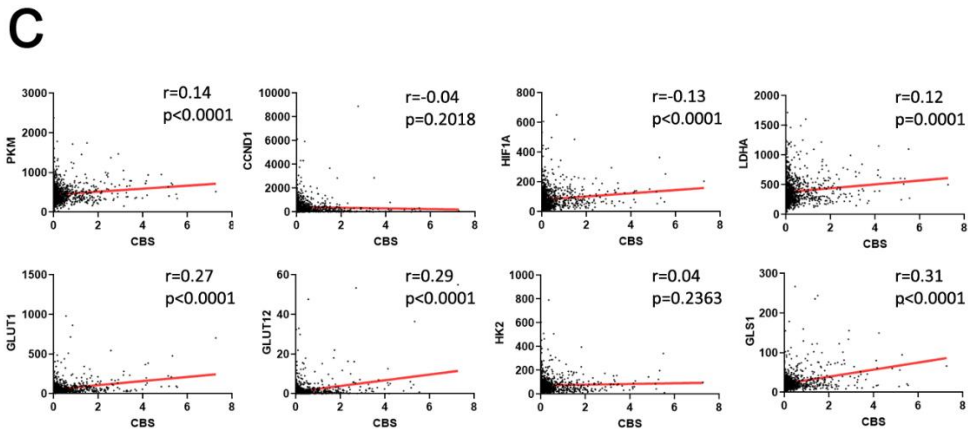 C
r=0.14
p<0.0001
3000
2000
1000
0
PKM
0 2 4 6 8
CBS
r=-0.04
p=0.2018
10000
8000
6000
4000
2000
0
CCND1
0 2 4 6 8
CBS
r=-0.13
p<0.0001
800
600
400
200
0
HIF1A
0 2 4 6 8
CBS
r=0.12
p=0.0001
2000
1500
1000
500
0
LDHA
0 2 4 6 8
CBS
r=0.27
p<0.0001
1500
1000
500
0
GLUT1
0 2 4 6 8
CBS
r=0.29
p<0.0001
60
40
20
0
GLUT12
0 2 4 6 8
CBS
r=0.04
p=0.2363
1000
800
600
400
200
0
HK2
0 2 4 6 8
CBS
r=0.31
p<0.0001
300
200
100
0
GLS1
0 2 4 6 8
CBS